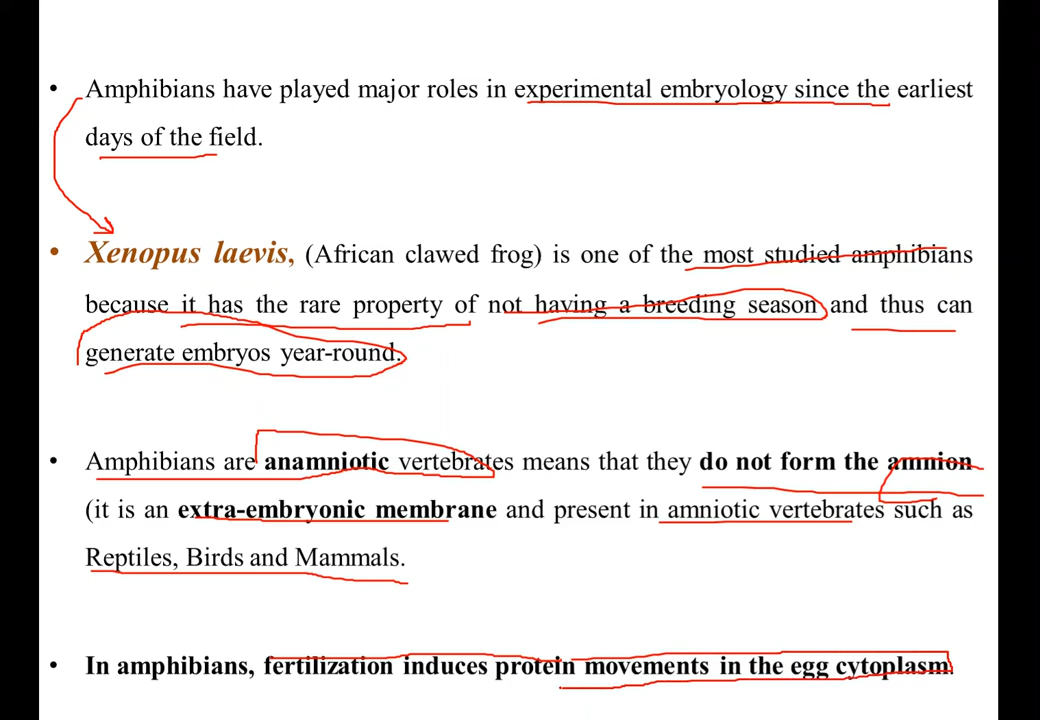 • Amphibians have played major roles in experimental embryology since the earliest
days of the field.
• Xenopus laevis, (African clawed frog) is one of the most studied amphibians
because it has the rare property of not having a breeding season and thus can
generate embryos year-round.
• Amphibians are anamniotic vertebrates means that they do not form the amnion
(it is an extra-embryonic membrane and present in amniotic vertebrates such as
Reptiles, Birds and Mammals.
• In amphibians, fertilization induces protein movements in the egg cytoplasm.